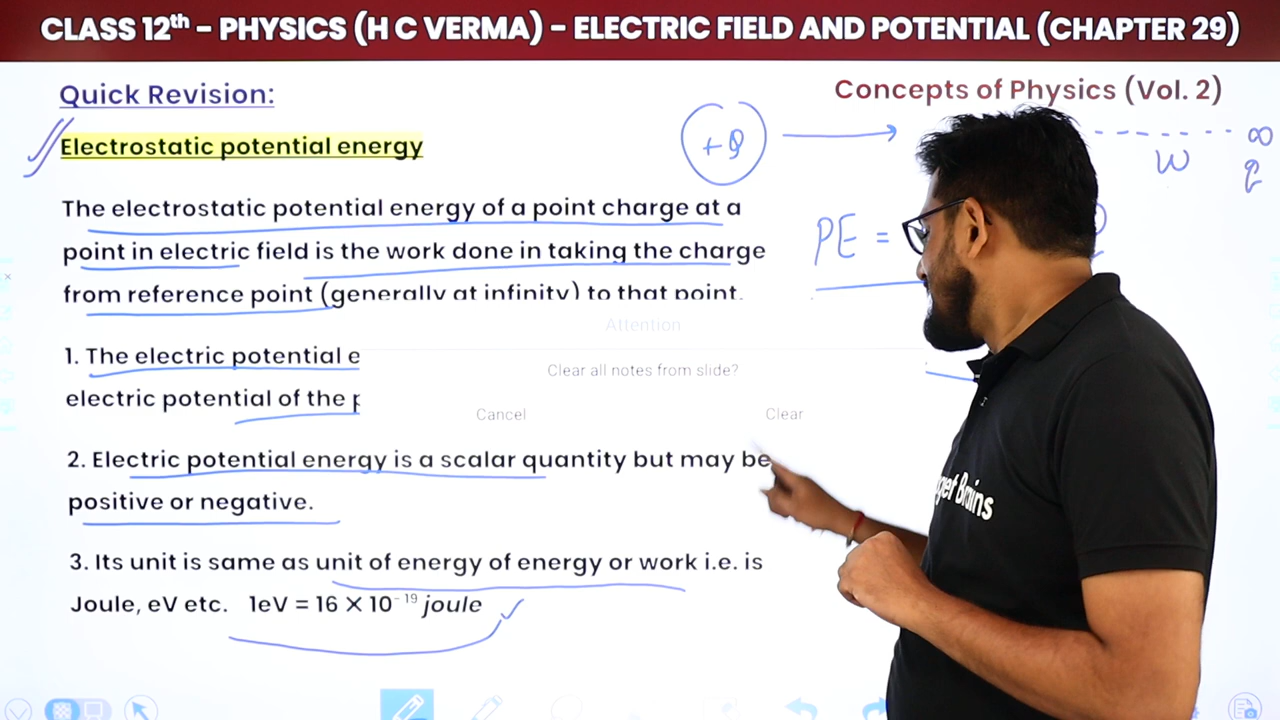 CLASS 12th – PHYSICS (H C VERMA) – ELECTRIC FIELD AND POTENTIAL (CHAPTER 29)
Quick Revision:
Concepts of Physics (Vol. 2)
Electrostatic potential energy
+Q
∞
W
q
The electrostatic potential energy of a point charge at a
point in electric field is the work done in taking the charge
from reference point (generally at infinity) to that point.
PE =
Attention
Clear all notes from slide?
Cancel Clear
1. The electric potential e
electric potential of the p
2. Electric potential energy is a scalar quantity but may be
positive or negative.
3. Its unit is same as unit of energy of energy or work i.e. is
Joule, eV etc. 1eV = 16 × 10⁻¹⁹ joule
get Brains